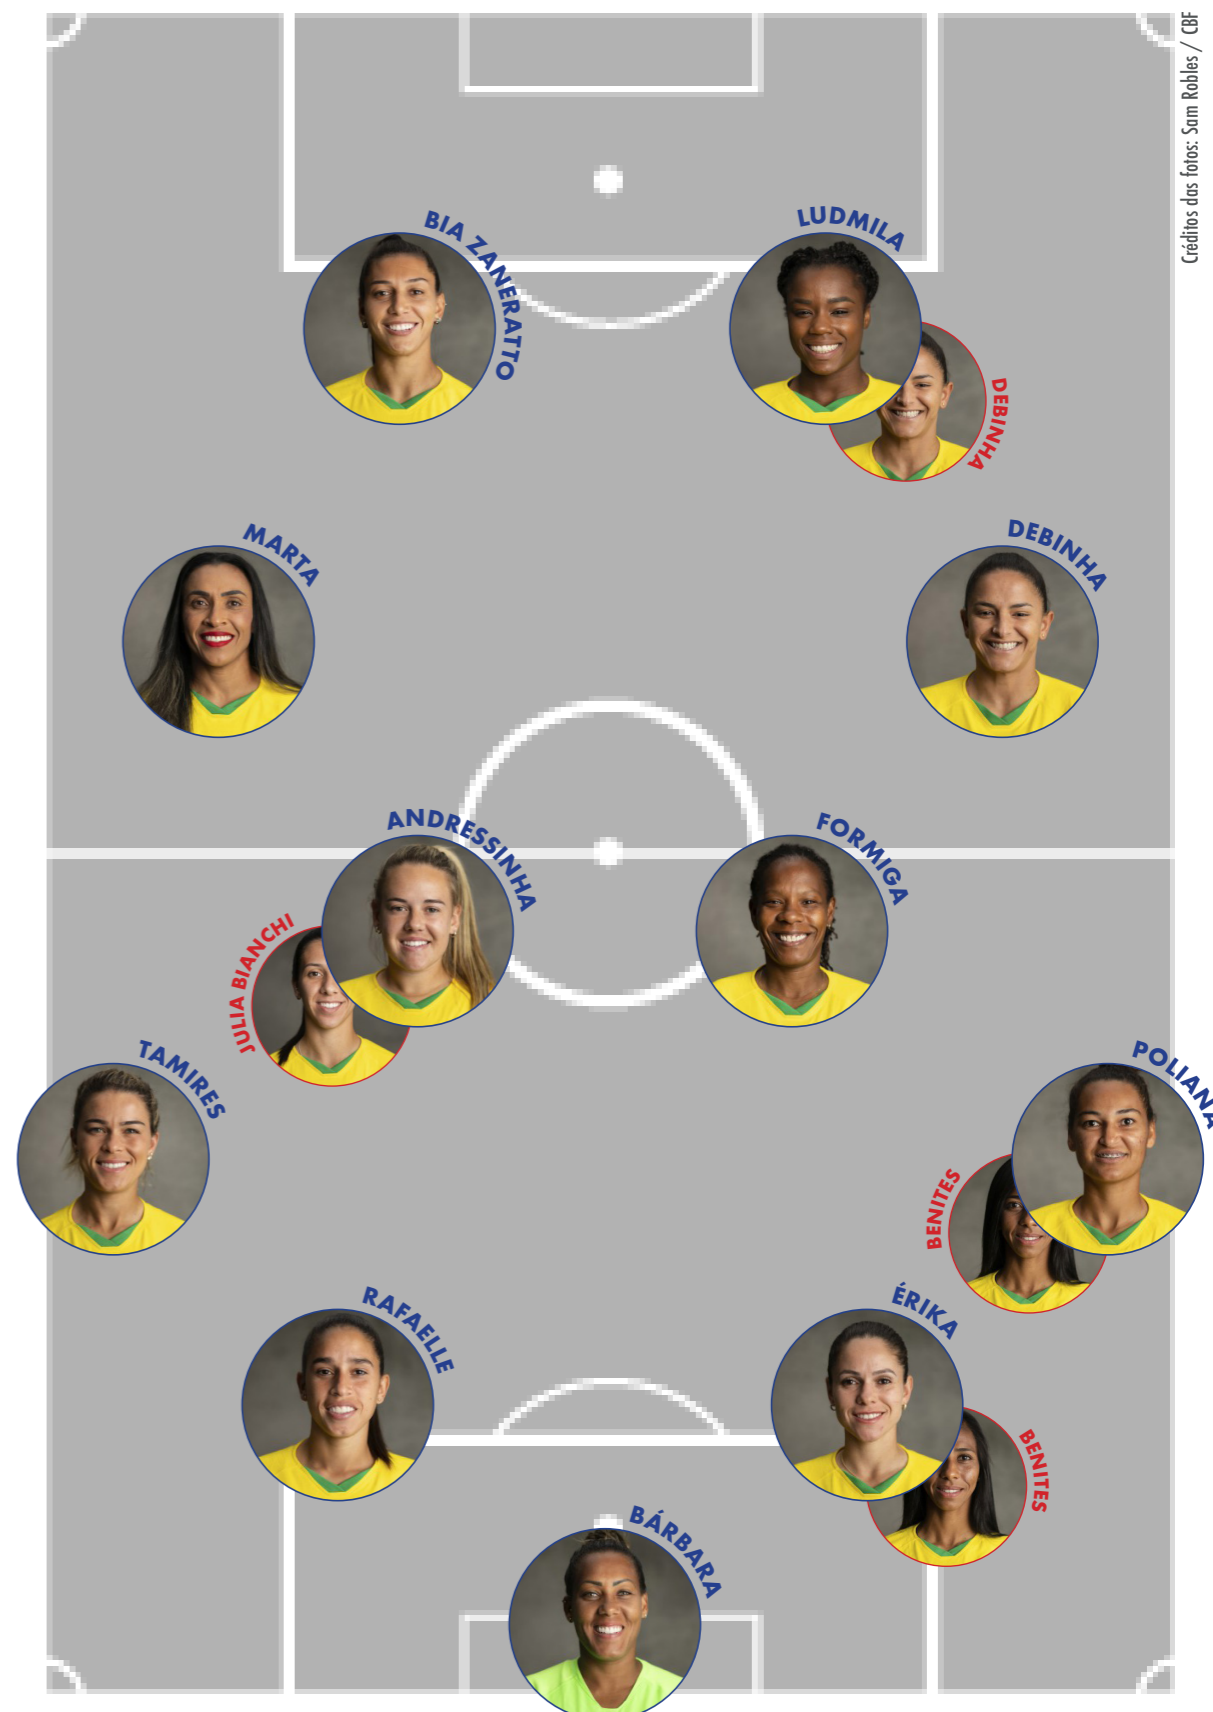 Créditos das fotos: Sam Robles / CBF
BIA ZANERATTO
LUDMILA
DEBINHA
MARTA
DEBINHA
ANDRESSINHA
FORMIGA
JULIA BIANCHI
TAMIRES
POLIANA
BENITES
RAFAELLE
ÉRIKA
BENITES
BÁRBARA